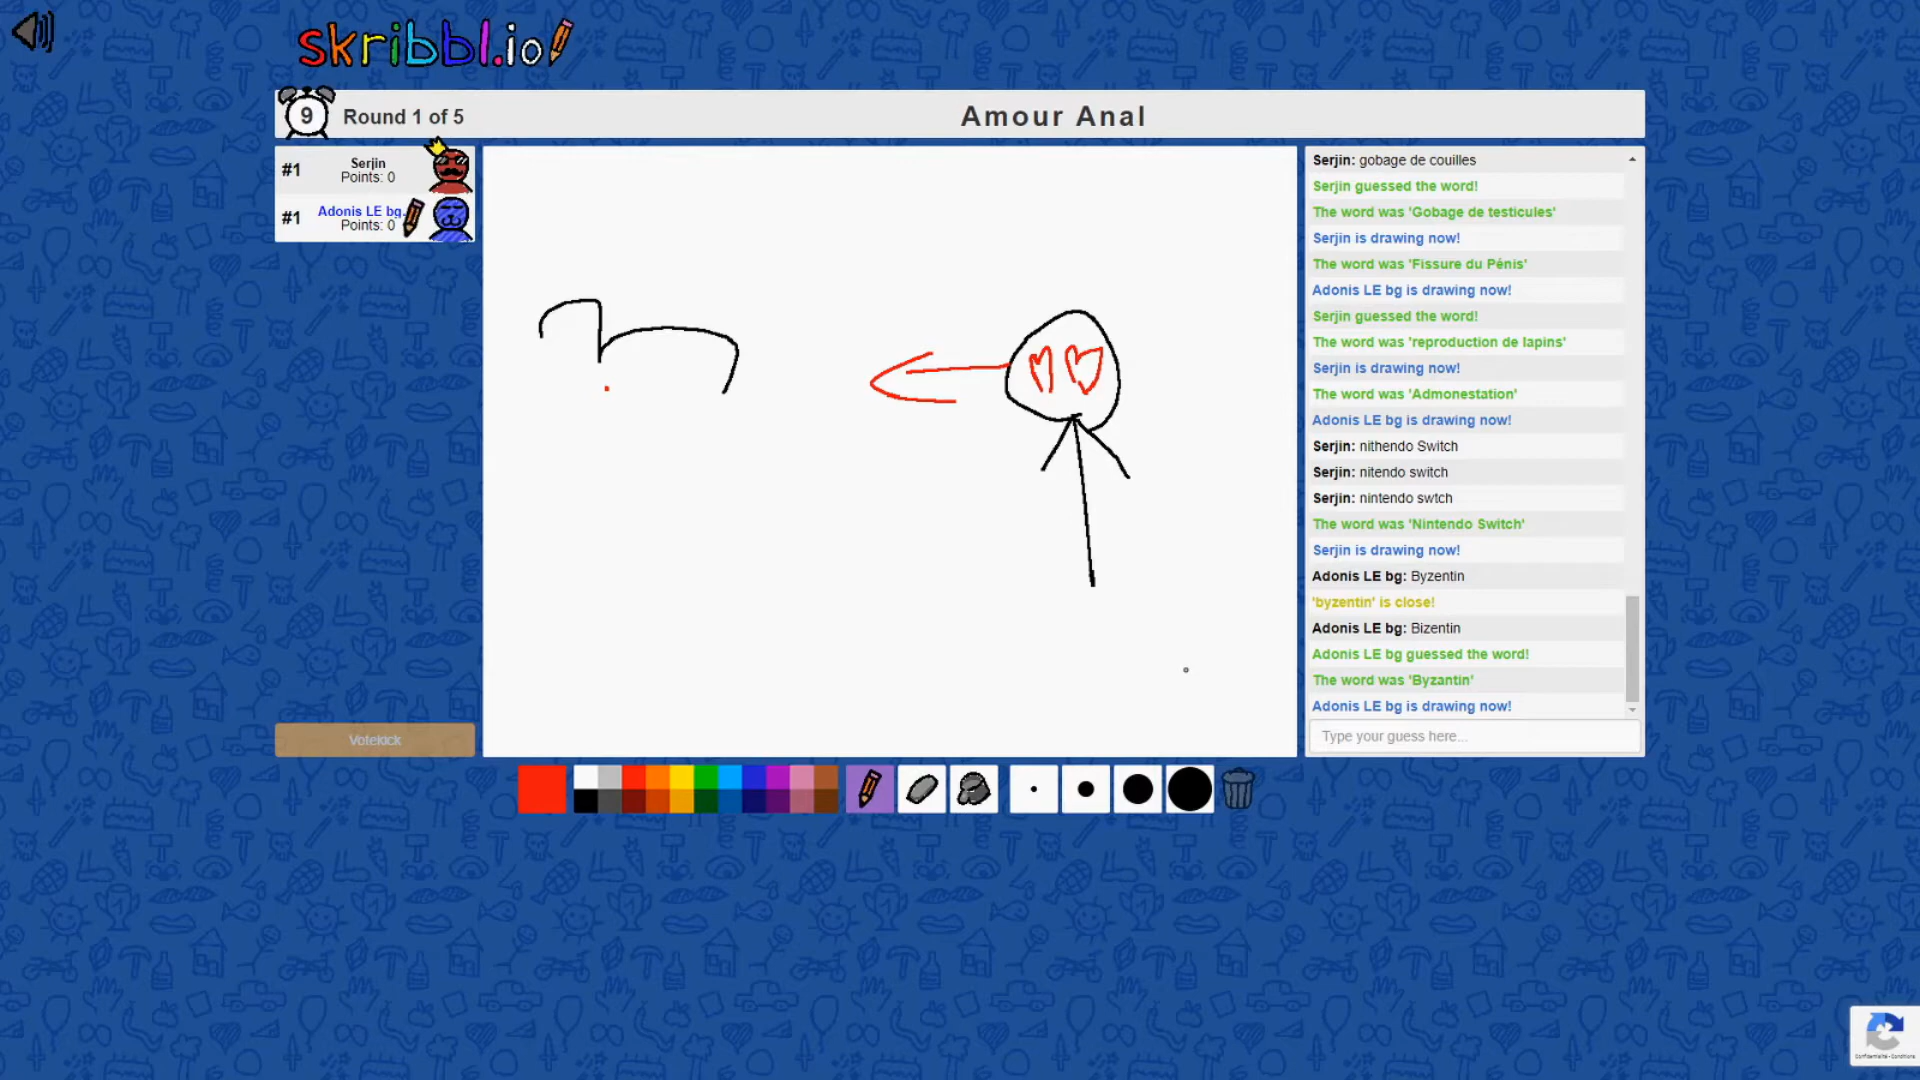 skribbl.io
9
Round 1 of 5
Amour Anal
#1
Serjin
Points: 0
#1
Adonis LE bg.
Points: 0
Votekick
Serjin: gobage de couilles
Serjin guessed the word!
The word was 'Gobage de testicules'
Serjin is drawing now!
The word was 'Fissure du Pénis'
Adonis LE bg is drawing now!
Serjin guessed the word!
The word was 'reproduction de lapins'
Serjin is drawing now!
The word was 'Admonestation'
Adonis LE bg is drawing now!
Serjin: nithendo Switch
Serjin: nitendo switch
Serjin: nintendo swtch
The word was 'Nintendo Switch'
Serjin is drawing now!
Adonis LE bg: Byzentin
'byzentin' is close!
Adonis LE bg: Bizentin
Adonis LE bg guessed the word!
The word was 'Byzantin'
Adonis LE bg is drawing now!
Type your guess here...
Confidentialité - Conditions